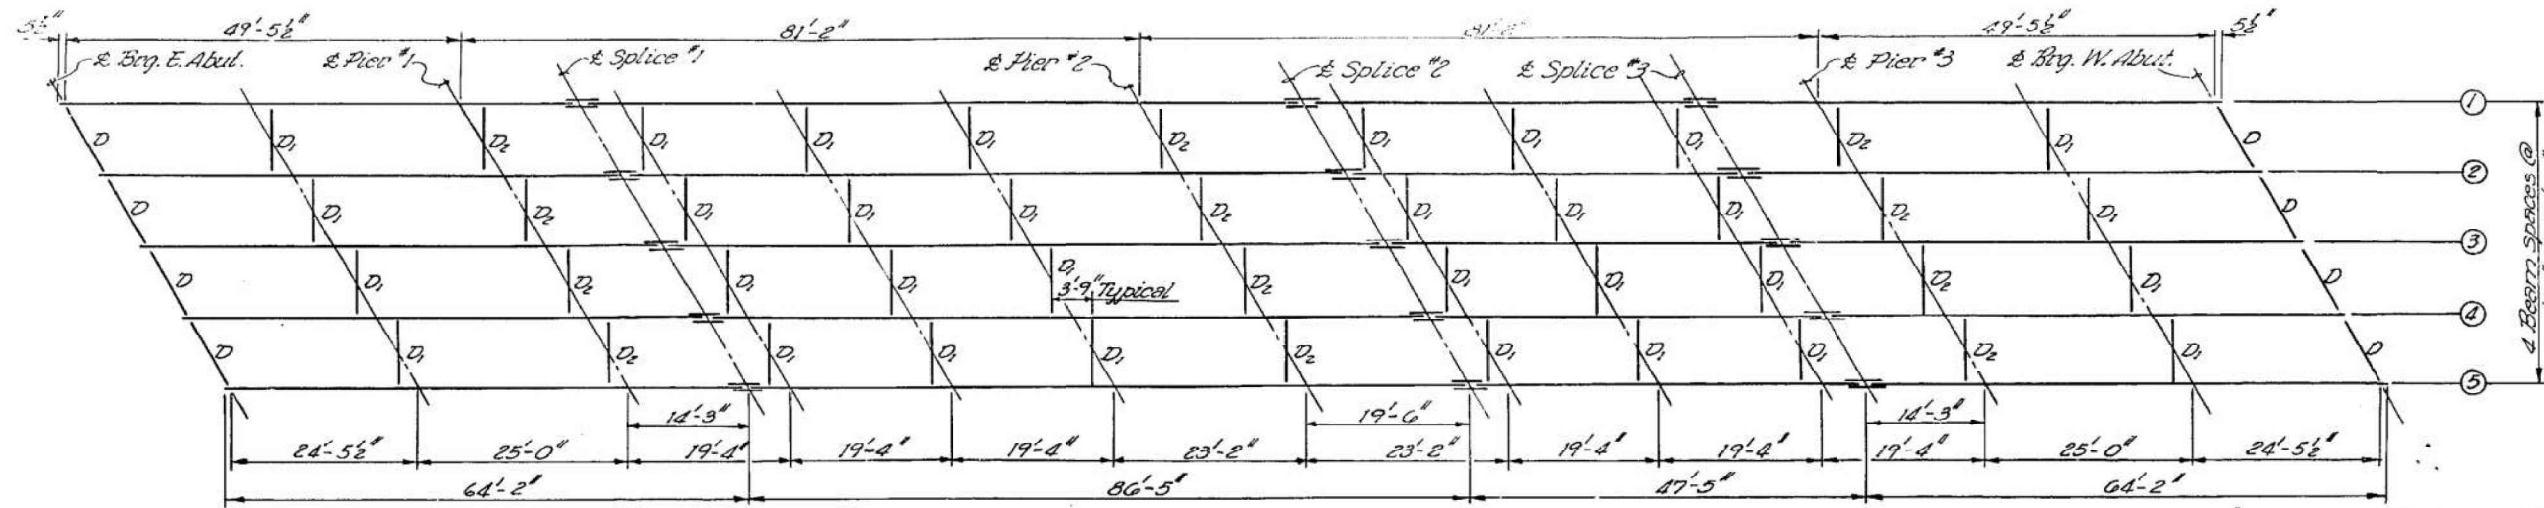 5½" 49'-5½" 81'-2" 81'-2" 49'-5½" 5½"
℄ Brg. E. Abut. ℄ Pier #1 ℄ Splice #1 ℄ Pier #2 ℄ Splice #2 ℄ Splice #3 ℄ Pier #3 ℄ Brg. W. Abut.
1
D D₁ D₂ D₁ D₁ D₁ D₂ D₁ D₁ D₁ D₂ D₁ D
2
D D₁ D₂ D₁ D₁ D₁ D₂ D₁ D₁ D₁ D₂ D₁ D
3
D D₁ D₂ D₁ D₁ D₁ D₂ D₁ D₁ D₁ D₂ D₁ D
3'-9" Typical
4
D D₁ D₂ D₁ D₁ D₁ D₂ D₁ D₁ D₁ D₂ D₁ D
5
4 Beam Spaces @
14'-3" 19'-6" 14'-3"
24'-5½" 25'-0" 19'-4" 19'-4" 19'-4" 23'-2" 23'-2" 19'-4" 19'-4" 19'-4" 25'-0" 24'-5½"
64'-2" 86'-5" 47'-5" 64'-2"